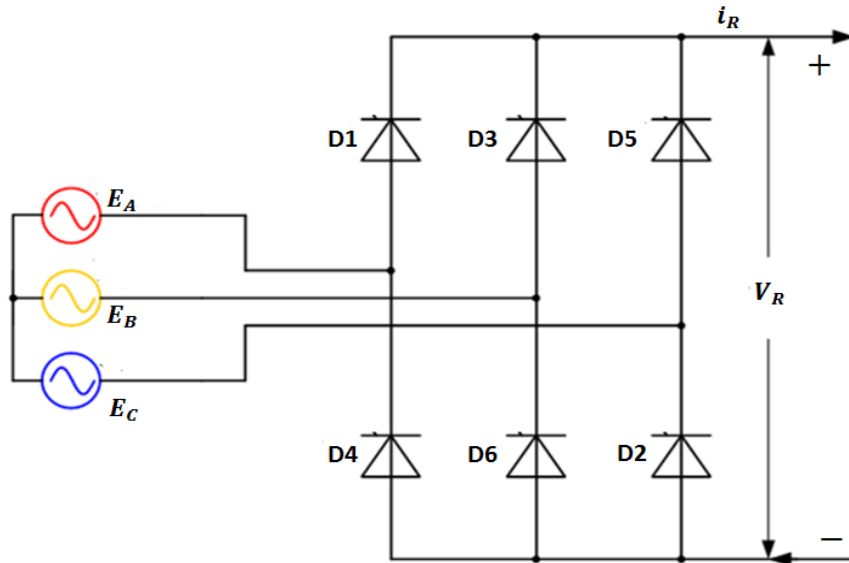 i_R
+
D1
D3
D5
E_A
V_R
E_B
E_C
D4
D6
D2
−